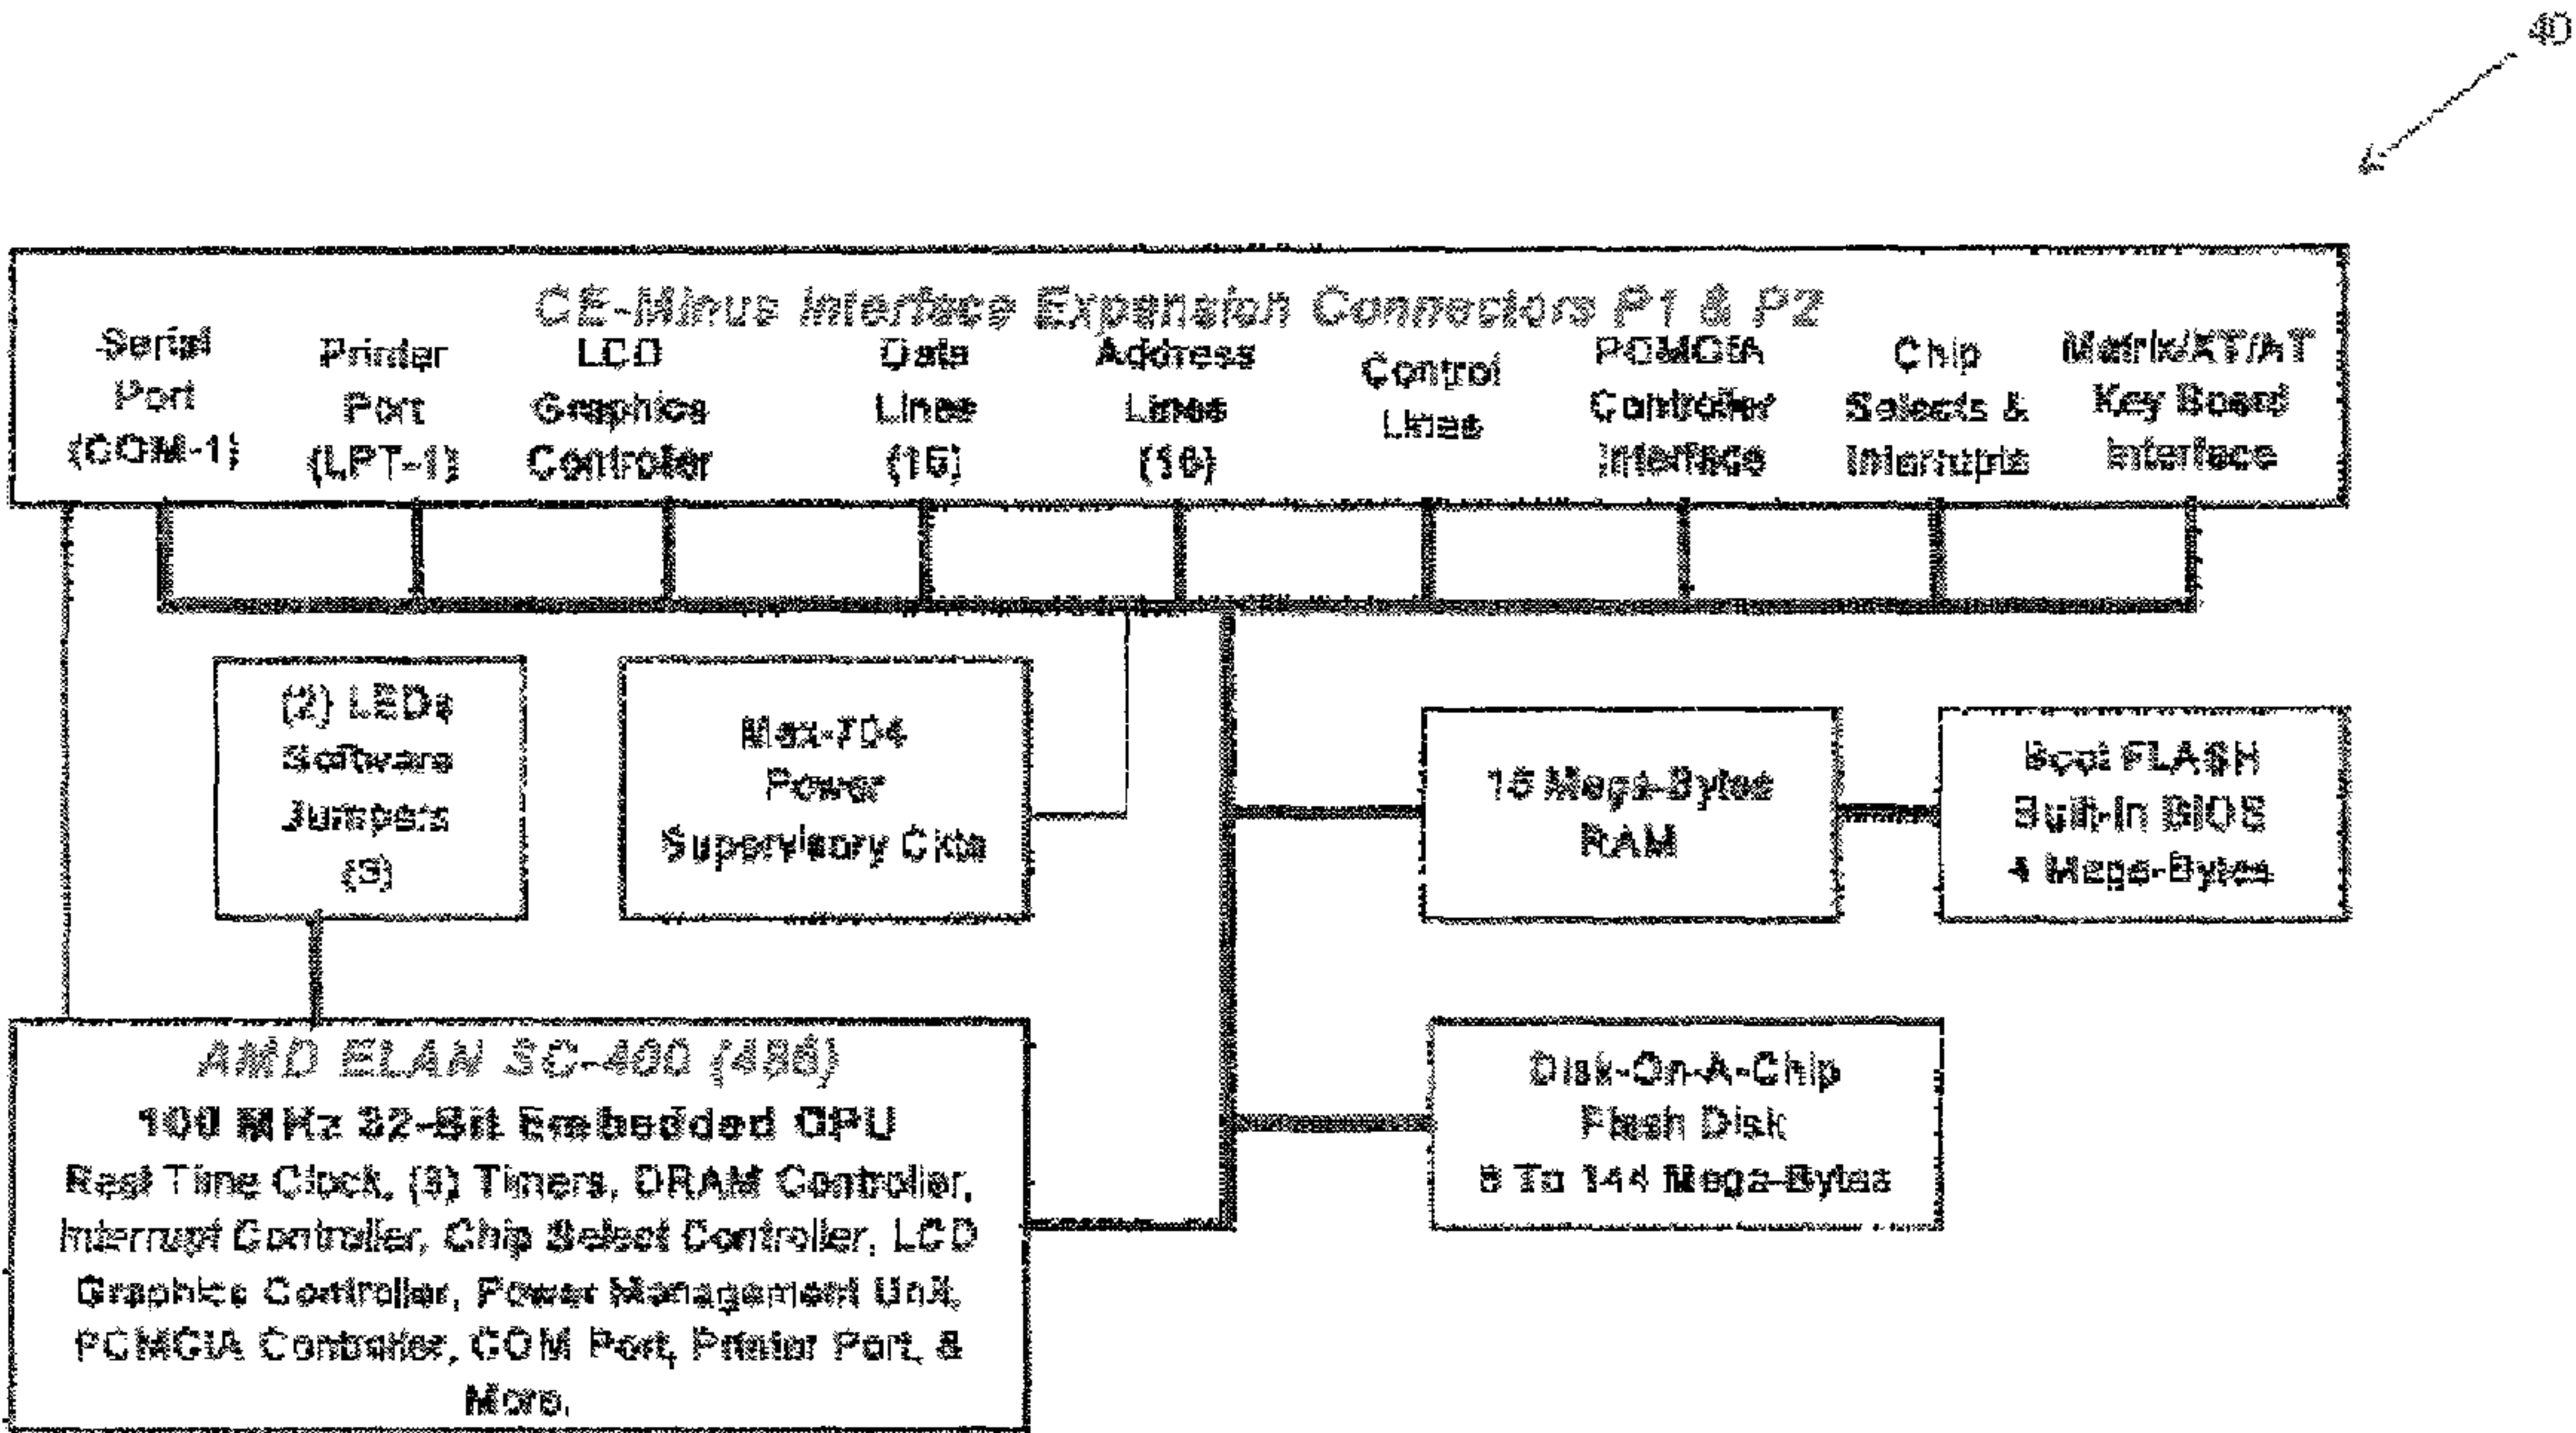 40
CE-Minus Interface Expansion Connectors P1 & P2
Serial
Port
(COM-1)
Printer
Port
(LPT-1)
LCD
Graphics
Controller
Data
Lines
Address
Lines
Control
Lines
PCMCIA
Controller
Interface
Chip
Selects &
Interrupts
Matrix/XT/AT
Key Board
Interface
(2) LEDs
Software
Jumpers
(3)
Max-704
Power
Supervisory
Mega-Bytes
RAM
Boot FLASH
Built-In BIOS
4 Mega-Bytes
AMD ELAN SC-400 (486)
100 MHz 32-Bit Embedded CPU
Real Time Clock, (3) Timers, DRAM Controller,
Interrupt Controller, Chip Select Controller, LCD
Graphics Controller, Power Management Unit,
PCMCIA Controller, COM Port, Printer Port, &
More.
Disk-On-A-Chip
Flash Disk
8 To 144 Mega-Bytes